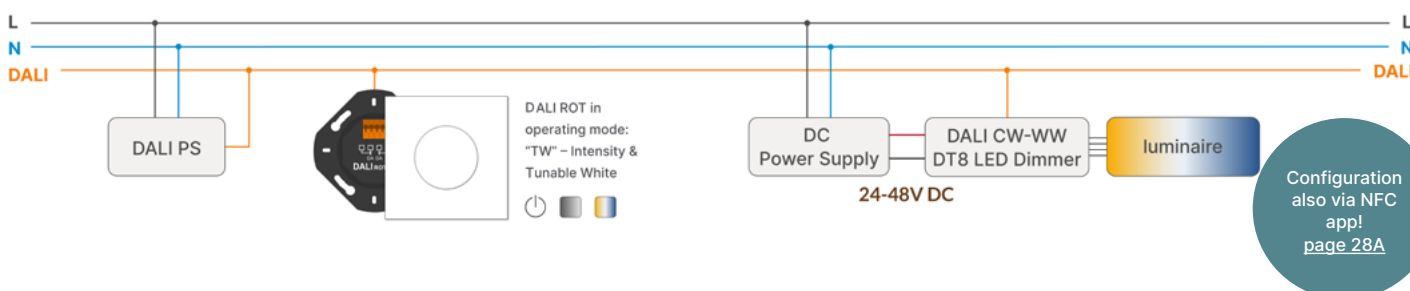 L
L
N
N
DALI
DALI
DALI PS
DALI ROT
DALI ROT in
operating mode:
"TW" – Intensity &
Tunable White
DC
Power Supply
24-48V DC
DALI CW-WW
DT8 LED Dimmer
luminaire
Configuration
also via NFC
app!
page 28A